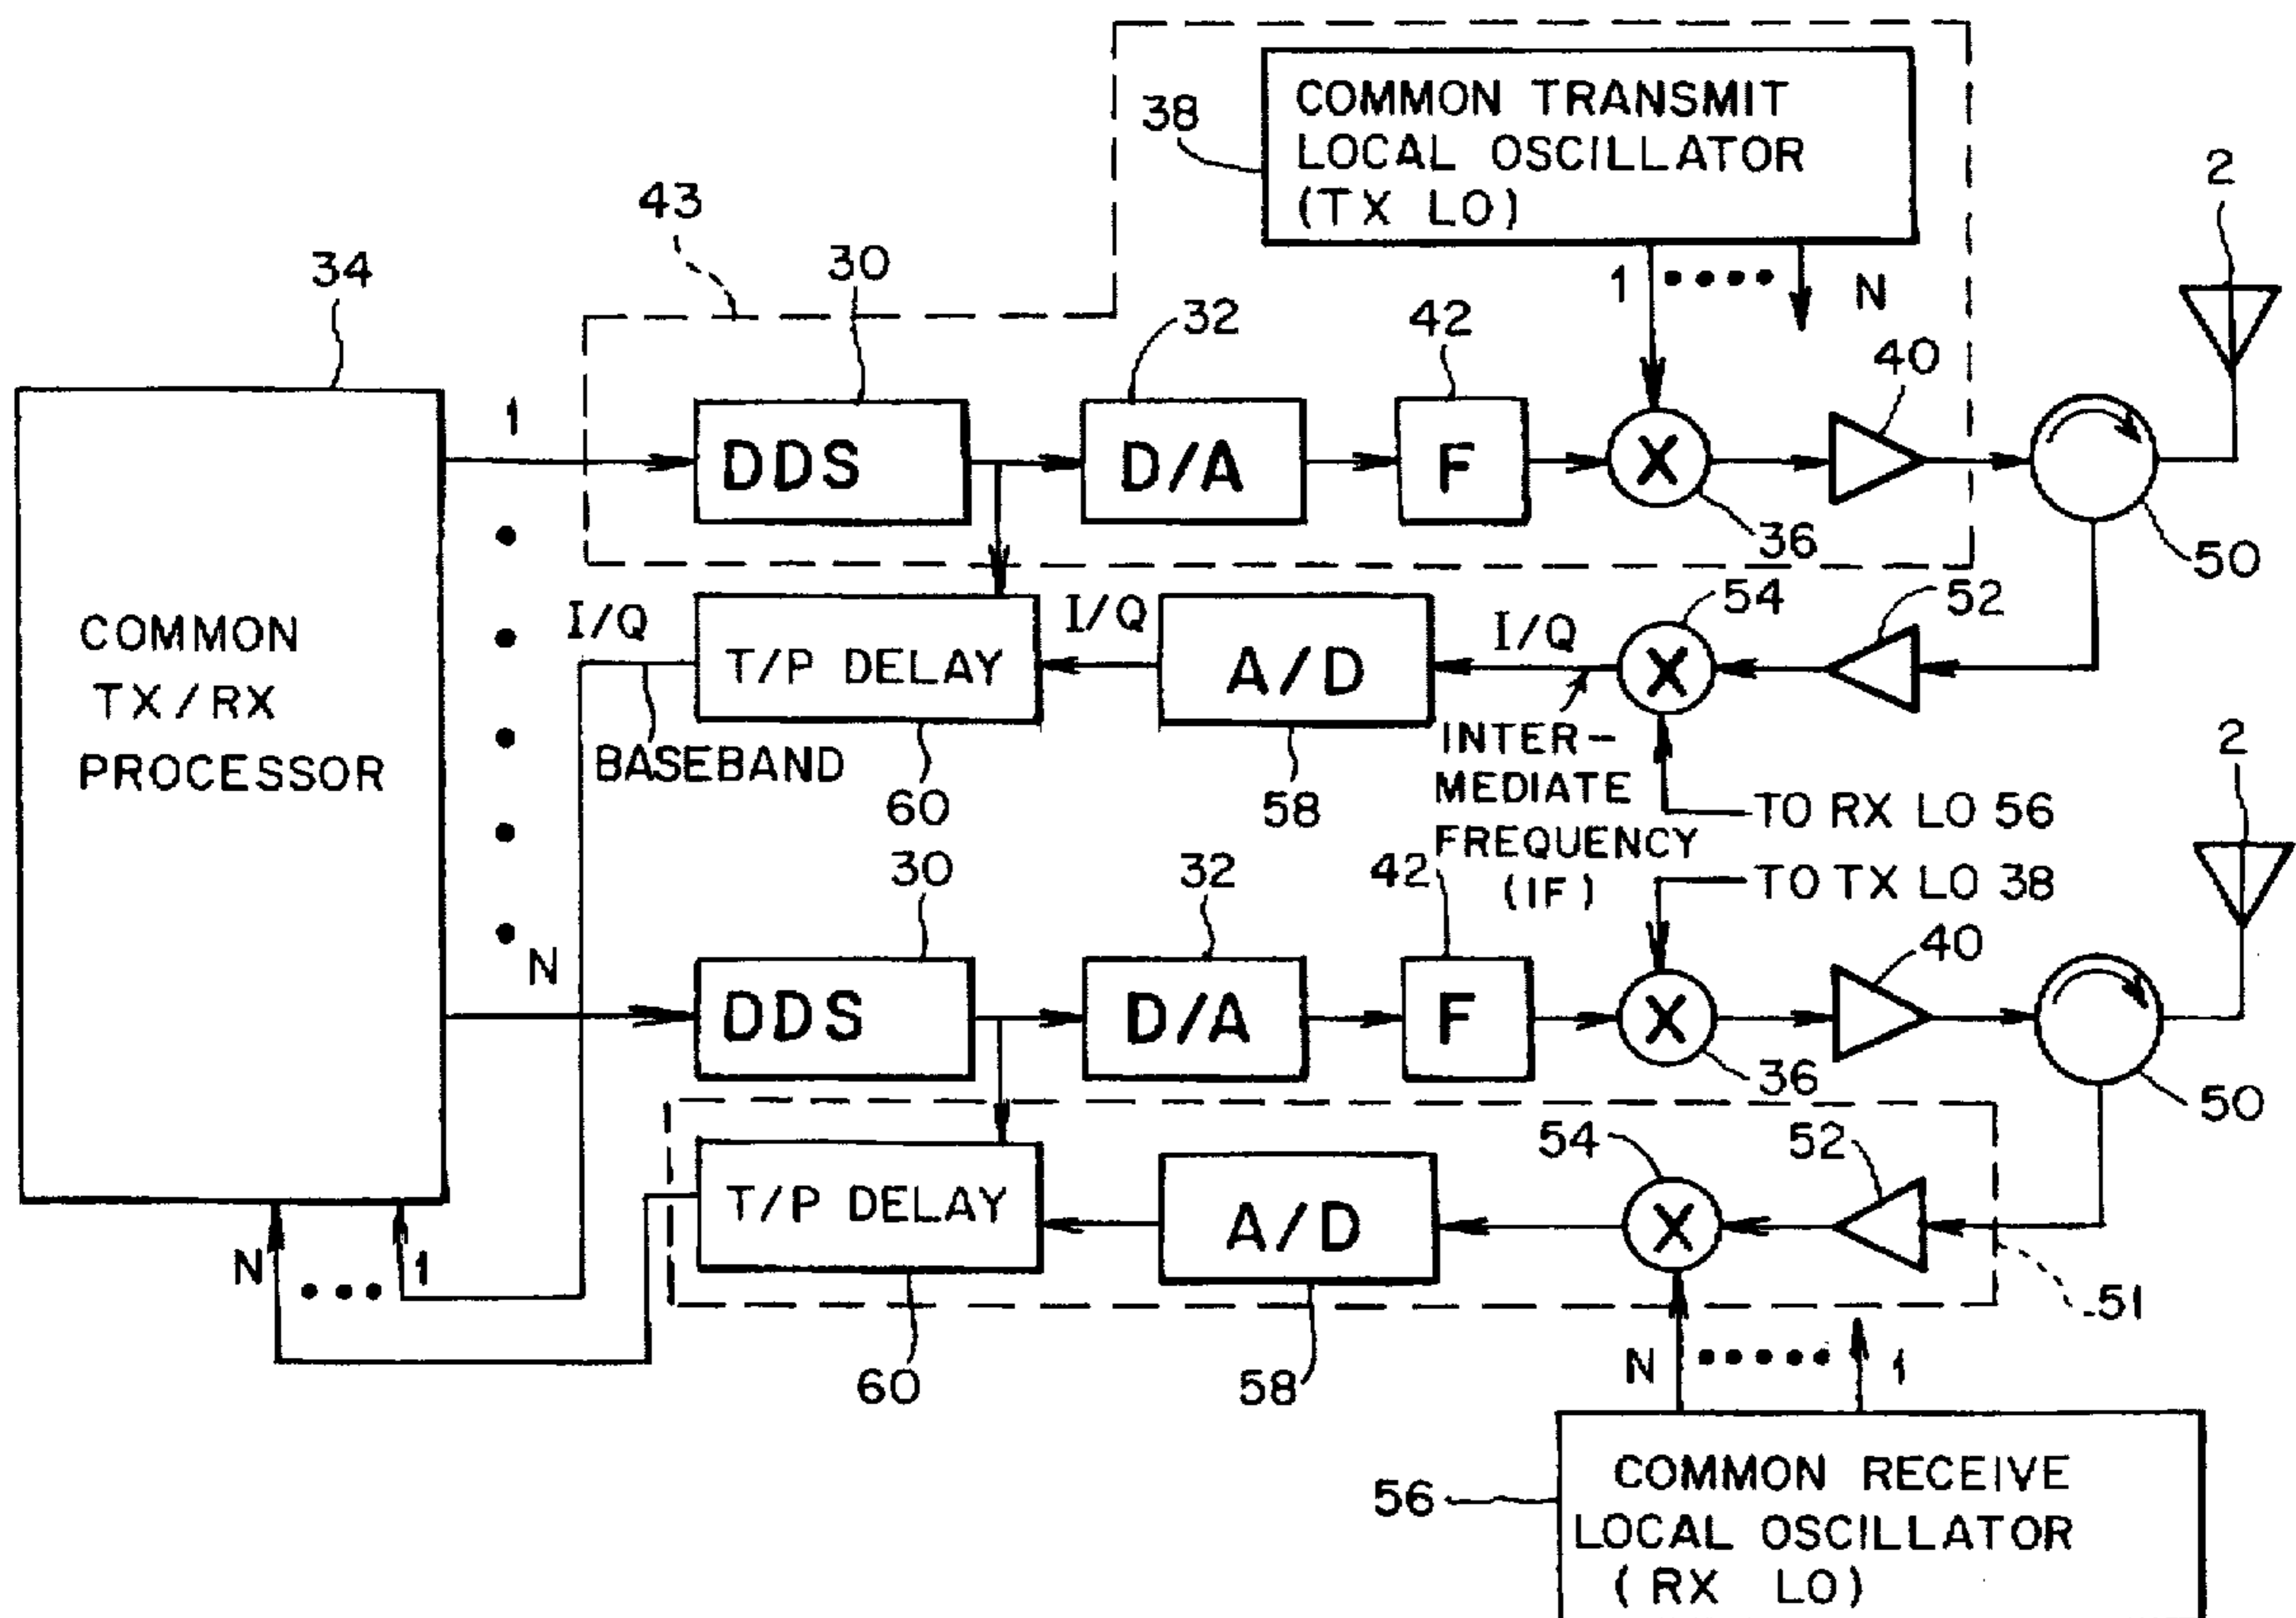 COMMON TRANSMIT
LOCAL OSCILLATOR
(TX LO)
38
2
43
34
30
32
42
1
N
40
1
DDS
D/A
F
X
36
50
COMMON
TX/RX
PROCESSOR
I/Q
T/P DELAY
I/Q
A/D
I/Q
54
X
52
BASEBAND
60
58
INTER-
MEDIATE
FREQUENCY
(IF)
TO RX LO 56
TO TX LO 38
2
30
32
42
40
N
DDS
D/A
F
X
36
50
T/P DELAY
A/D
54
X
52
N
1
51
60
58
N
1
56
COMMON RECEIVE
LOCAL OSCILLATOR
(RX LO)